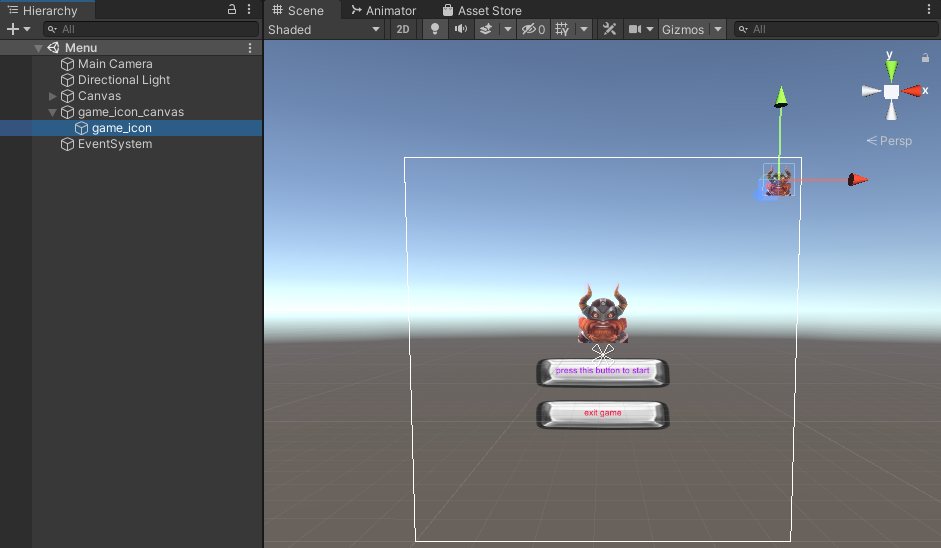 Hierarchy
All
Menu
Main Camera
Directional Light
Canvas
game_icon_canvas
game_icon
EventSystem
Scene Animator Asset Store
Shaded 2D 0 Gizmos All
y
x
Persp
press this button to start
exit game